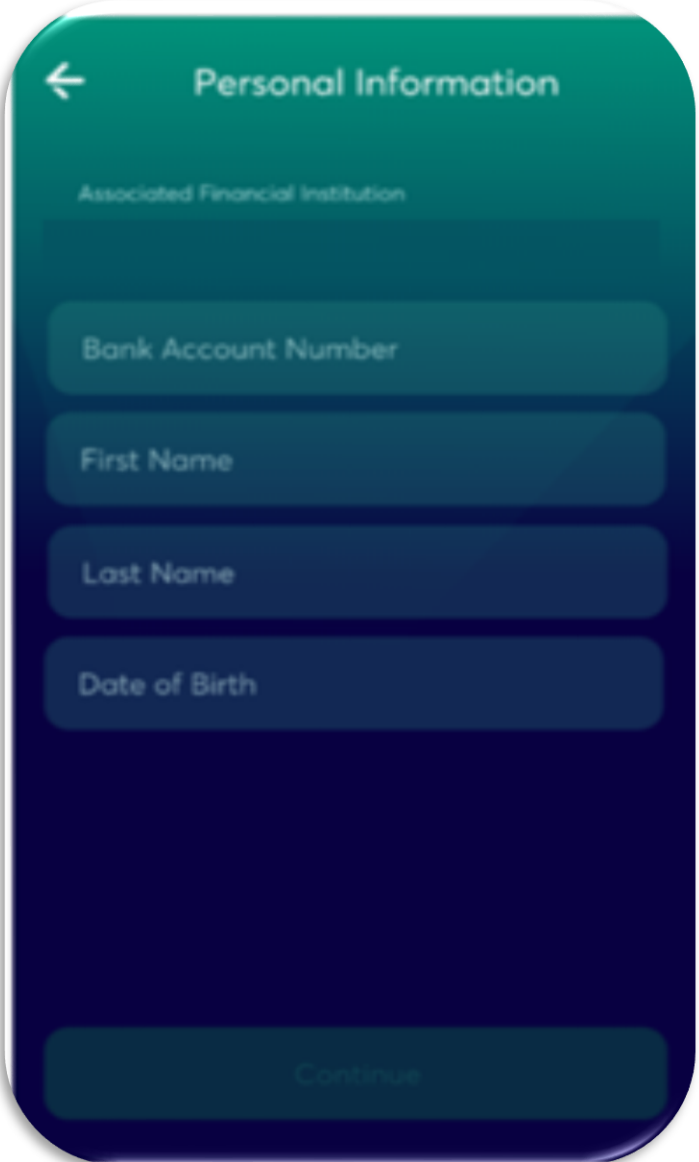 Personal Information
Associated Financial Institution
Bank Account Number
First Name
Last Name
Date of Birth
Continue